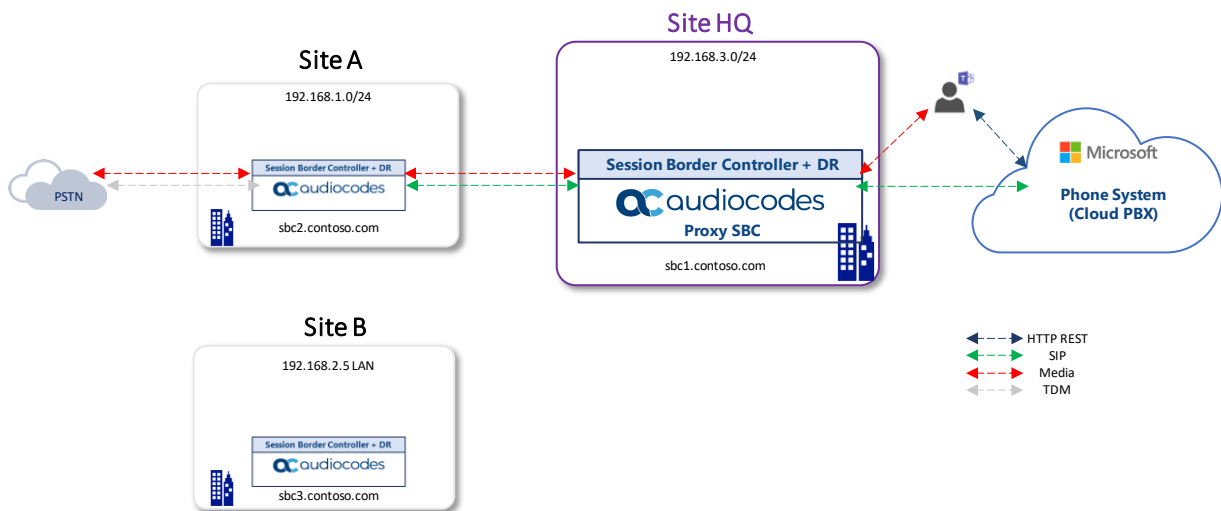 Site HQ
192.168.3.0/24
Site A
192.168.1.0/24
Session Border Controller + DR
audiocodes
sbc2.contoso.com
PSTN
Session Border Controller + DR
audiocodes
Proxy SBC
sbc1.contoso.com
T
Microsoft
Phone System
(Cloud PBX)
Site B
192.168.2.5 LAN
Session Border Controller + DR
audiocodes
sbc3.contoso.com
HTTP REST
SIP
Media
TDM